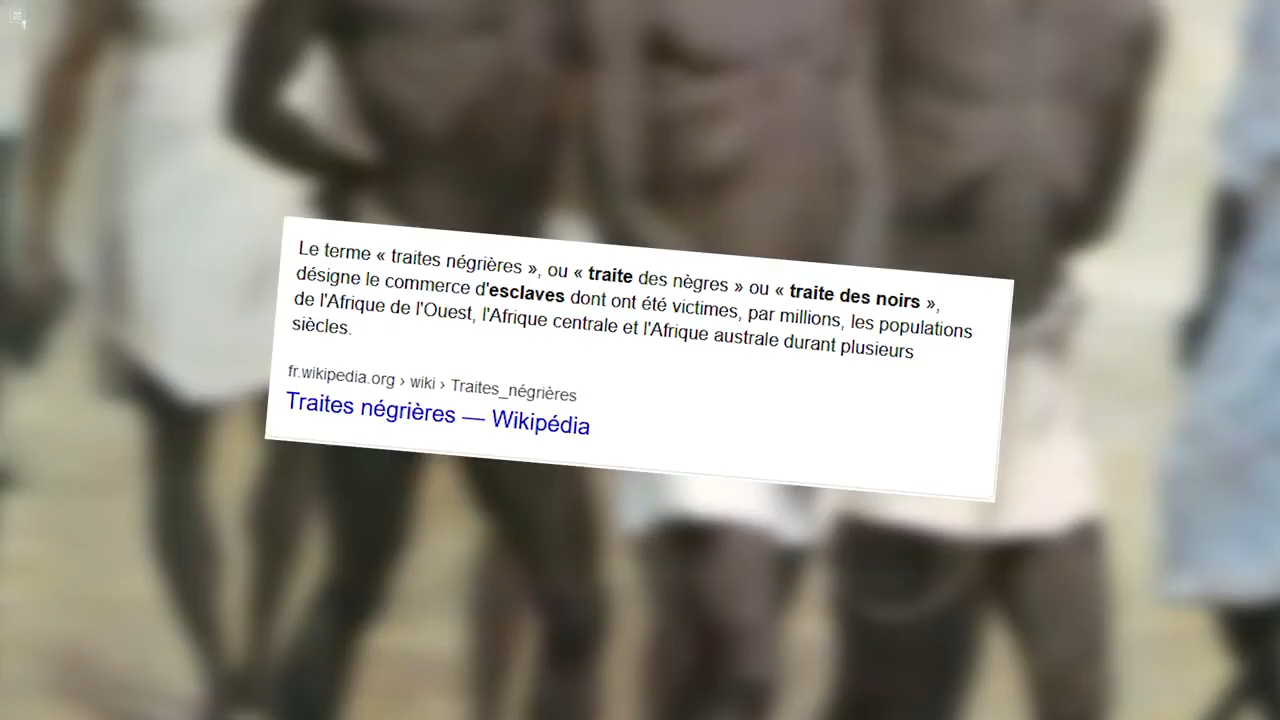 Le terme « traites négrières », ou « traite des nègres » ou « traite des noirs »,
désigne le commerce d'esclaves dont ont été victimes, par millions, les populations
de l'Afrique de l'Ouest, l'Afrique centrale et l'Afrique australe durant plusieurs
siècles.
fr.wikipedia.org › wiki › Traites_négrières
Traites négrières — Wikipédia